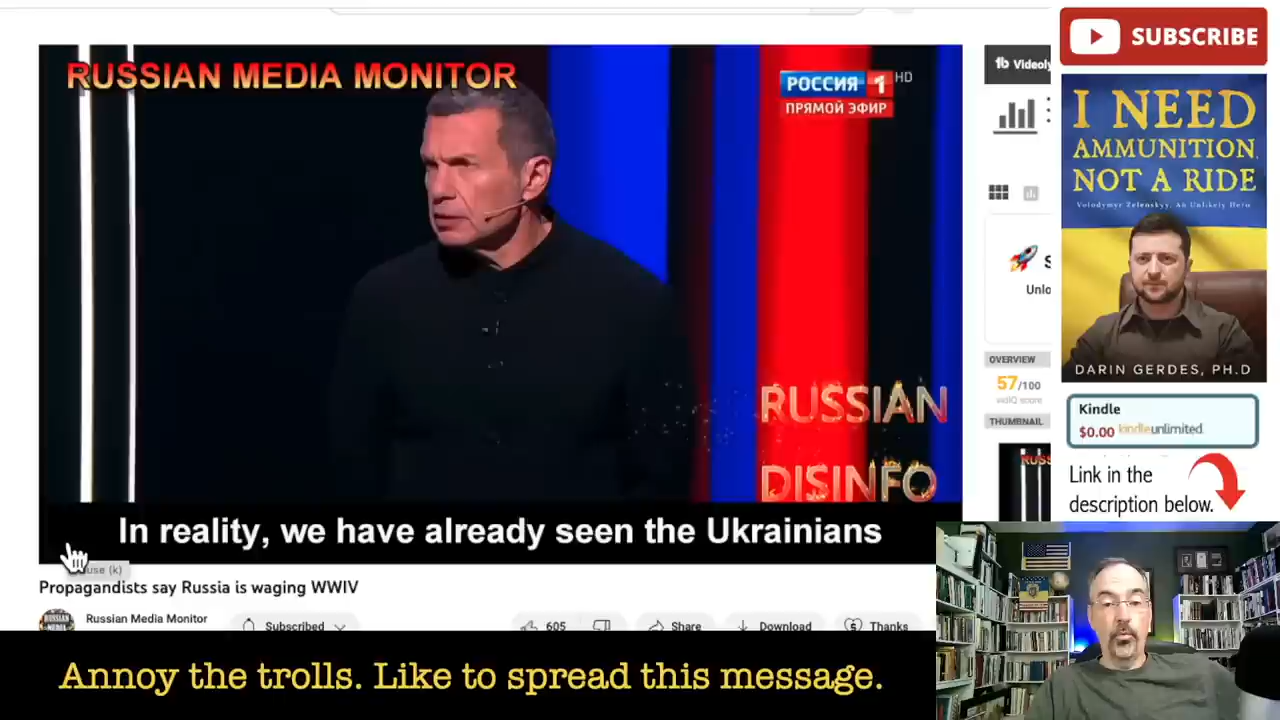 RUSSIAN MEDIA MONITOR
РОССИЯ 1 HD
ПРЯМОЙ ЭФИР
RUSSIAN
DISINFO
In reality, we have already seen the Ukrainians
(k)
Propagandists say Russia is waging WWIV
Russian Media Monitor
Subscribed
605
Share
Download
Thanks
Annoy the trolls. Like to spread this message.
OVERVIEW
57/100
vidIQ score
THUMBNAIL
SUBSCRIBE
I NEED
AMMUNITION,
NOT A RIDE
Volodymyr Zelenskyy, An Unlikely Hero
DARIN GERDES, PH.D
Kindle
$0.00 kindleunlimited
Link in the
description below.